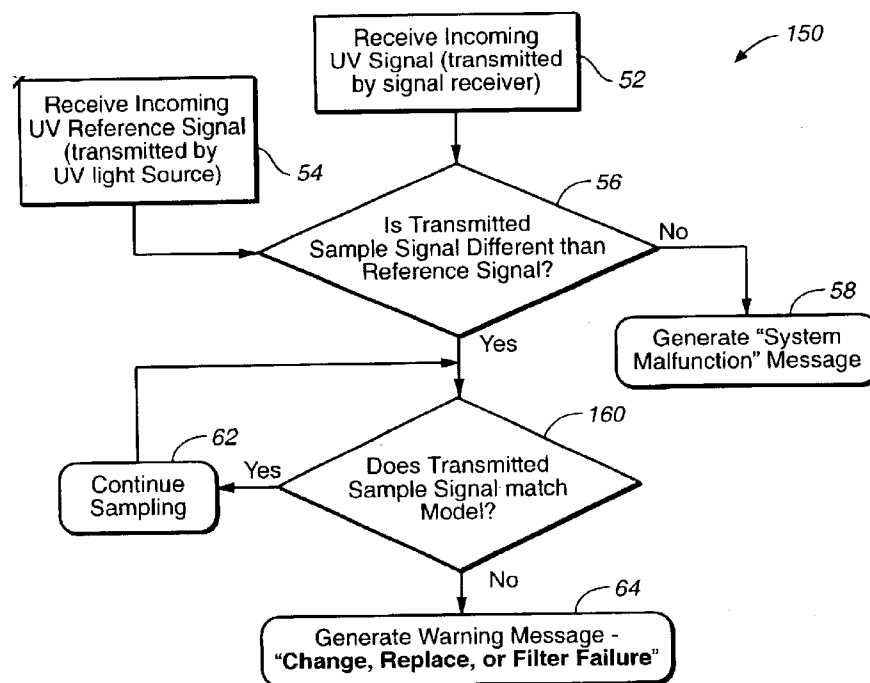 Receive Incoming
UV Signal (transmitted
by signal receiver)
52
150
Receive Incoming
UV Reference Signal
(transmitted by
UV light Source)
54
56
Is Transmitted
Sample Signal Different than
Reference Signal?
No
58
Generate “System
Malfunction” Message
Yes
160
62
Yes
Continue
Sampling
Does Transmitted
Sample Signal match
Model?
No
64
Generate Warning Message -
“Change, Replace, or Filter Failure”